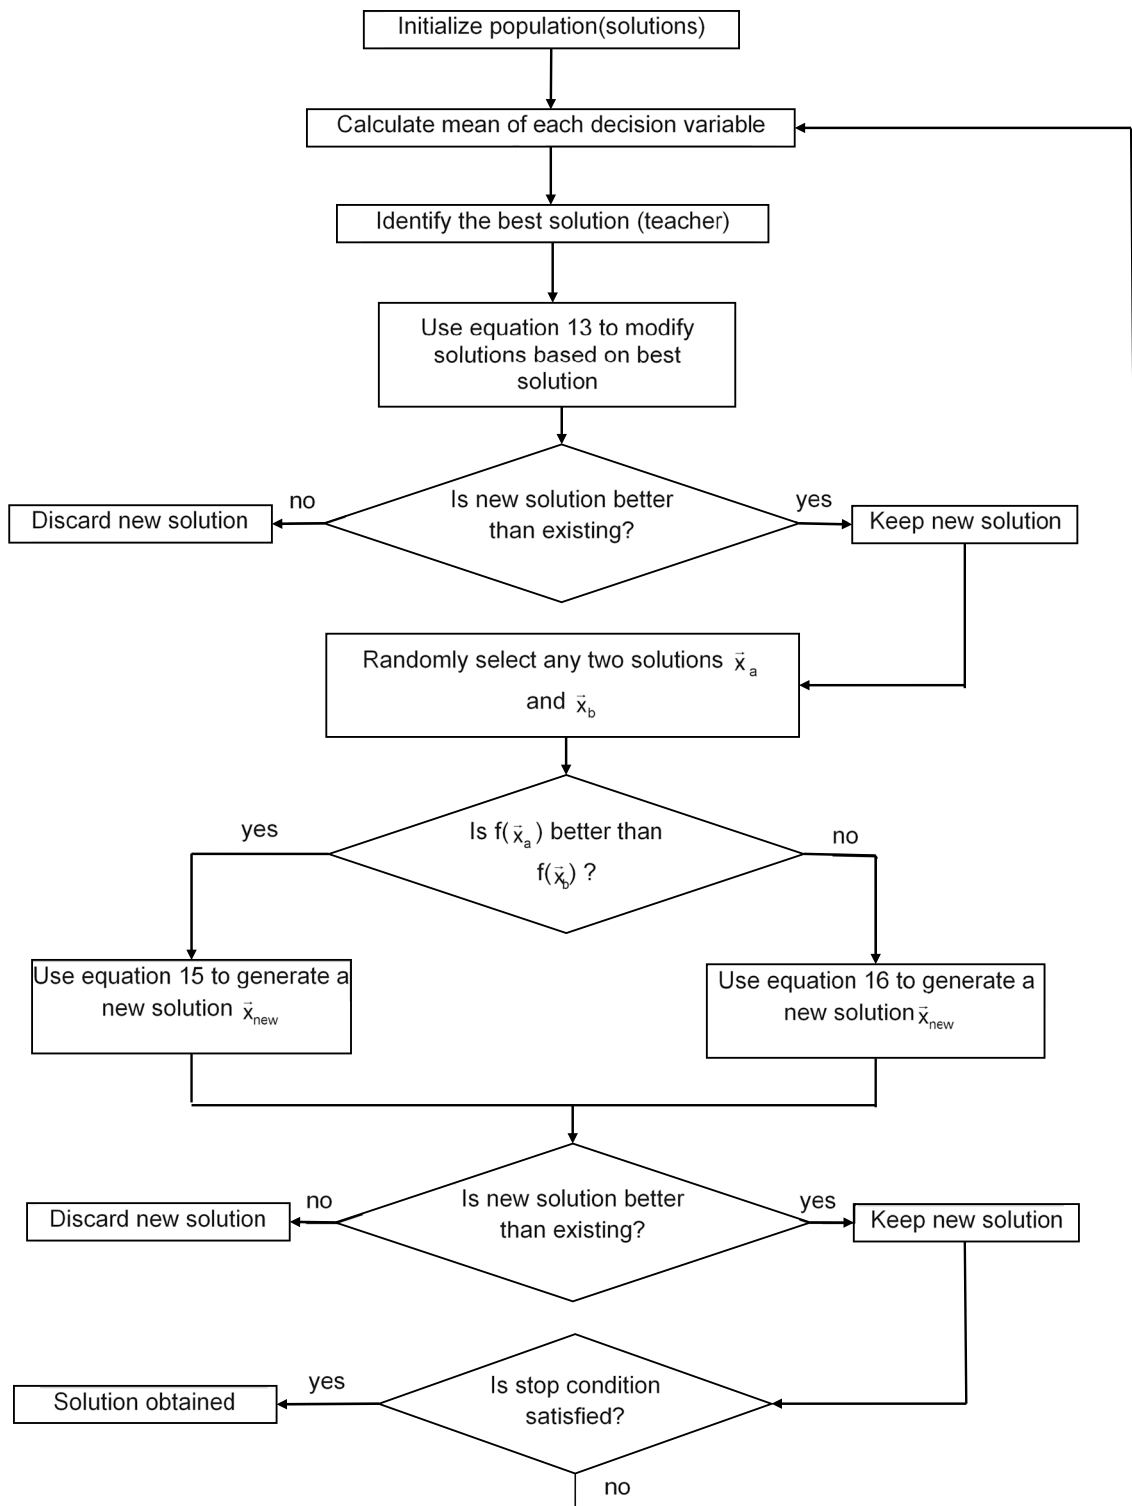 Initialize population(solutions)
Calculate mean of each decision variable
Identify the best solution (teacher)
Use equation 13 to modify
solutions based on best
solution
no
Is new solution better
than existing?
yes
Discard new solution
Keep new solution
Randomly select any two solutions x⃗ a
and x⃗b
yes
Is f(x⃗a) better than
f(x⃗b) ?
no
Use equation 15 to generate a
new solution x⃗new
Use equation 16 to generate a
new solution x⃗new
no
Is new solution better
than existing?
yes
Discard new solution
Keep new solution
yes
Is stop condition
satisfied?
Solution obtained
no